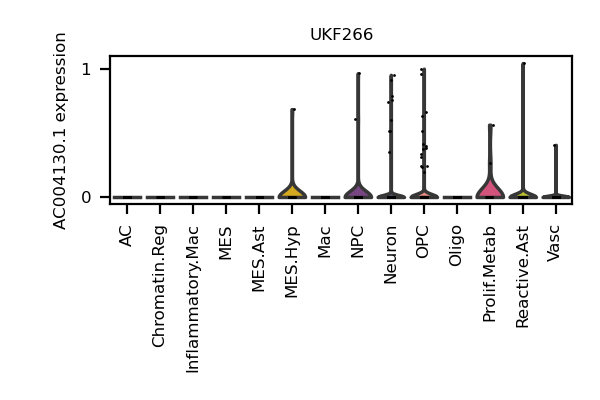 UKF266
AC004130.1 expression
1
0
AC
Chromatin.Reg
Inflammatory.Mac
MES
MES.Ast
MES.Hyp
Mac
NPC
Neuron
OPC
Oligo
Prolif.Metab
Reactive.Ast
Vasc